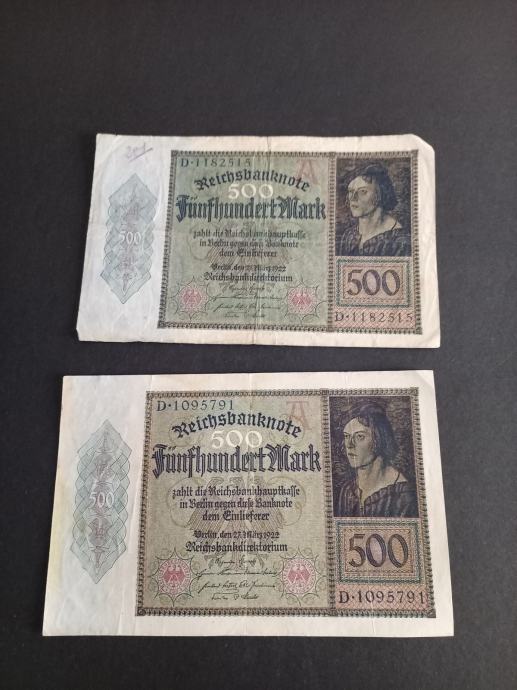 201
D·1182515
A
Reichsbanknote
500
Fünfhundert Mark
500
zahlt die Reichsbankhauptkasse
in Berlin gegen diese Banknote
dem Einlieferer
Berlin, den 27. März 1922
Reichsbankdirektorium
500
D·1182515
D·1095791
A
Reichsbanknote
500
Fünfhundert Mark
500
zahlt die Reichsbankhauptkasse
in Berlin gegen diese Banknote
dem Einlieferer
Berlin, den 27. März 1922
Reichsbankdirektorium
500
D·1095791